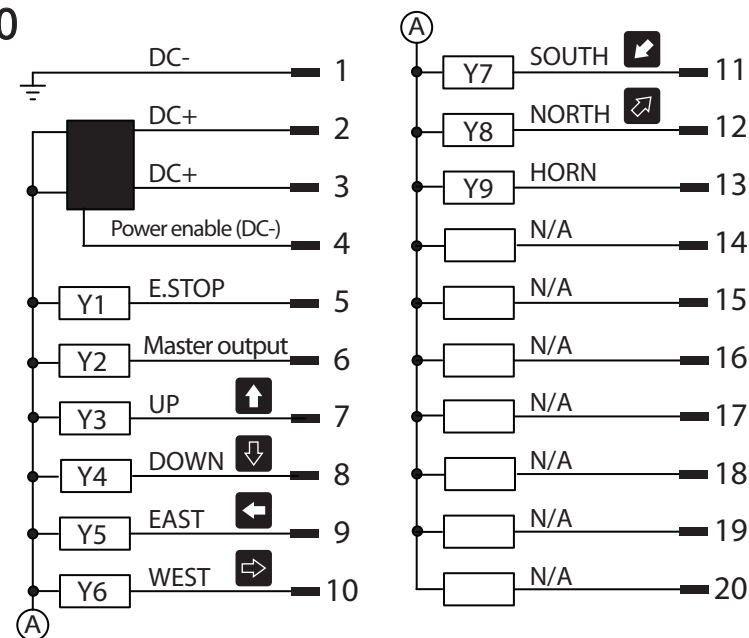 0
DC- 1
DC+ 2
DC+ 3
Power enable (DC-) 4
Y1 E.STOP 5
Y2 Master output 6
Y3 UP 7
Y4 DOWN 8
Y5 EAST 9
Y6 WEST 10
A
A
Y7 SOUTH 11
Y8 NORTH 12
Y9 HORN 13
N/A 14
N/A 15
N/A 16
N/A 17
N/A 18
N/A 19
N/A 20